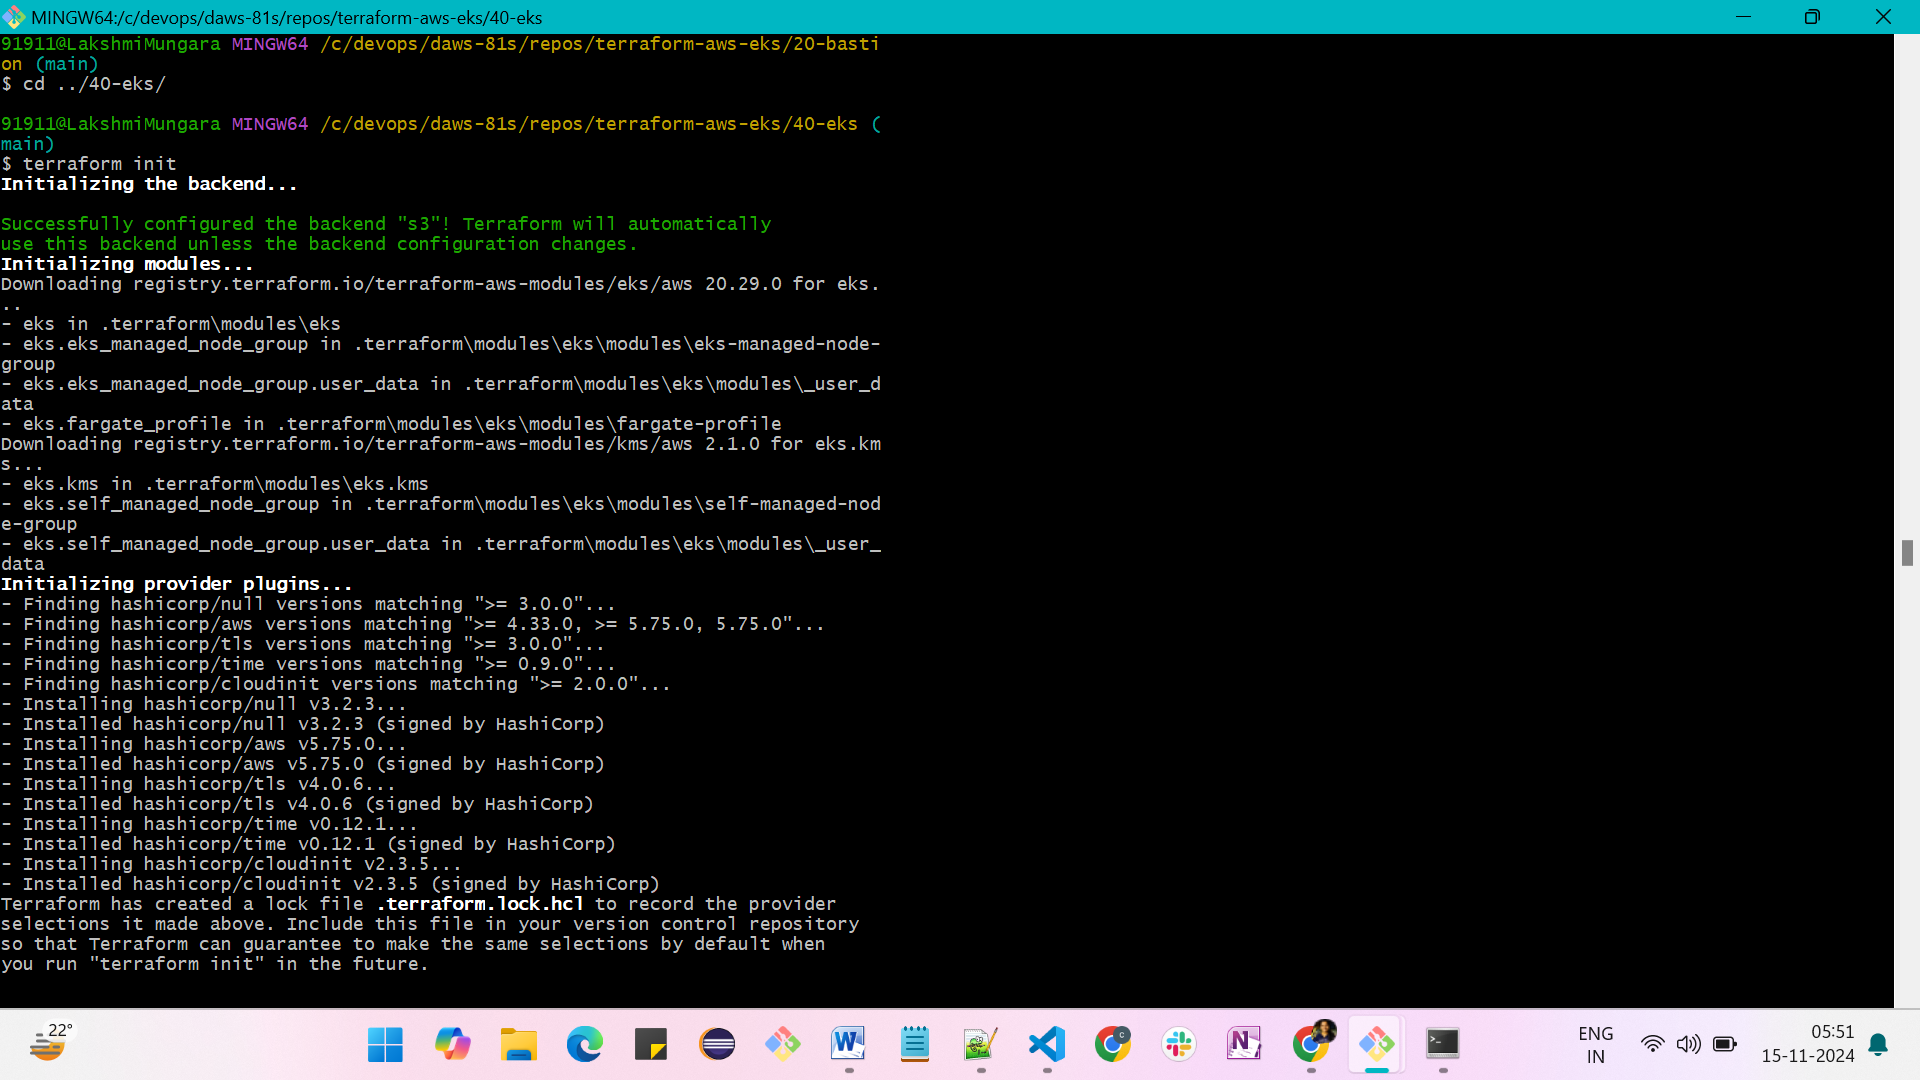 MINGW64:/c/devops/daws-81s/repos/terraform-aws-eks/40-eks
91911@LakshmiMungara MINGW64 /c/devops/daws-81s/repos/terraform-aws-eks/20-basti
on (main)
$ cd ../40-eks/
91911@LakshmiMungara MINGW64 /c/devops/daws-81s/repos/terraform-aws-eks/40-eks (
main)
$ terraform init
Initializing the backend...
Successfully configured the backend "s3"! Terraform will automatically
use this backend unless the backend configuration changes.
Initializing modules...
Downloading registry.terraform.io/terraform-aws-modules/eks/aws 20.29.0 for eks.
..
- eks in .terraform\modules\eks
- eks.eks_managed_node_group in .terraform\modules\eks\modules\eks-managed-node-
group
- eks.eks_managed_node_group.user_data in .terraform\modules\eks\modules\_user_d
ata
- eks.fargate_profile in .terraform\modules\eks\modules\fargate-profile
Downloading registry.terraform.io/terraform-aws-modules/kms/aws 2.1.0 for eks.km
s...
- eks.kms in .terraform\modules\eks.kms
- eks.self_managed_node_group in .terraform\modules\eks\modules\self-managed-nod
e-group
- eks.self_managed_node_group.user_data in .terraform\modules\eks\modules\_user_
data
Initializing provider plugins...
- Finding hashicorp/null versions matching ">= 3.0.0"...
- Finding hashicorp/aws versions matching ">= 4.33.0, >= 5.75.0, 5.75.0"...
- Finding hashicorp/tls versions matching ">= 3.0.0"...
- Finding hashicorp/time versions matching ">= 0.9.0"...
- Finding hashicorp/cloudinit versions matching ">= 2.0.0"...
- Installing hashicorp/null v3.2.3...
- Installed hashicorp/null v3.2.3 (signed by HashiCorp)
- Installing hashicorp/aws v5.75.0...
- Installed hashicorp/aws v5.75.0 (signed by HashiCorp)
- Installing hashicorp/tls v4.0.6...
- Installed hashicorp/tls v4.0.6 (signed by HashiCorp)
- Installing hashicorp/time v0.12.1...
- Installed hashicorp/time v0.12.1 (signed by HashiCorp)
- Installing hashicorp/cloudinit v2.3.5...
- Installed hashicorp/cloudinit v2.3.5 (signed by HashiCorp)
Terraform has created a lock file .terraform.lock.hcl to record the provider
selections it made above. Include this file in your version control repository
so that Terraform can guarantee to make the same selections by default when
you run "terraform init" in the future.
22°
ENG
IN
05:51
15-11-2024